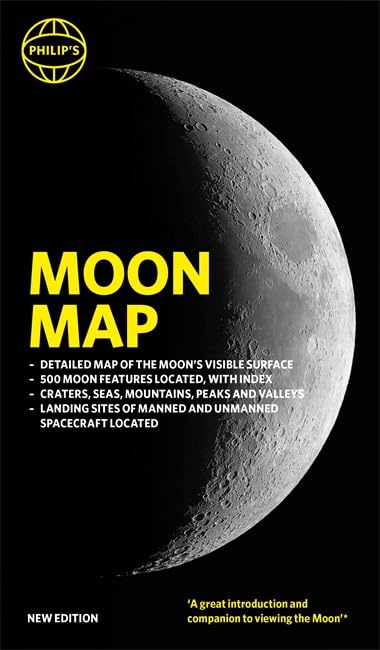 PHILIP'S
MOON
MAP
- DETAILED MAP OF THE MOON'S VISIBLE SURFACE
- 500 MOON FEATURES LOCATED, WITH INDEX
- CRATERS, SEAS, MOUNTAINS, PEAKS AND VALLEYS
- LANDING SITES OF MANNED AND UNMANNED
SPACECRAFT LOCATED
NEW EDITION
'A great introduction and
companion to viewing the Moon'*